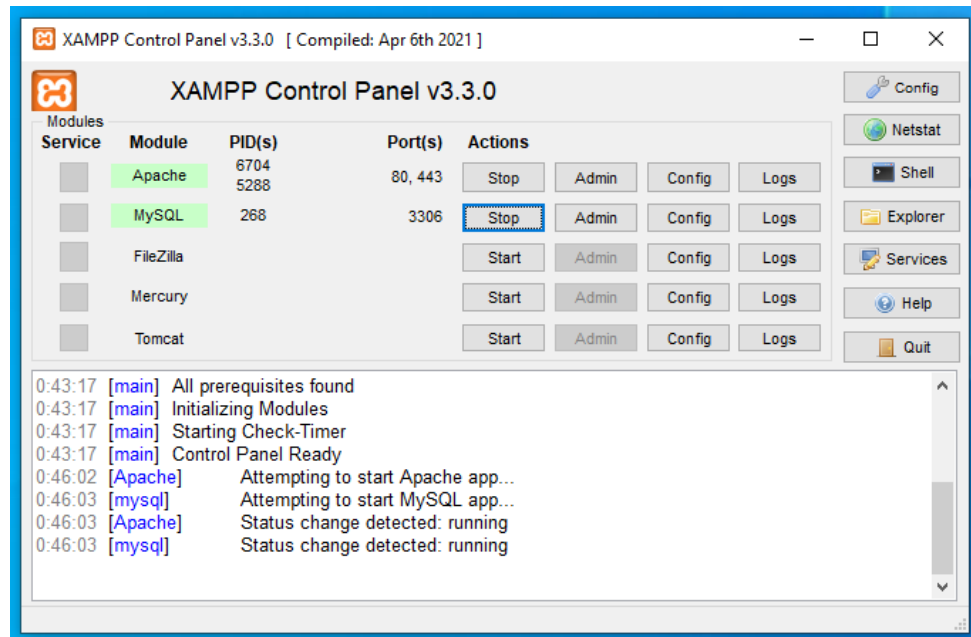 XAMPP Control Panel v3.3.0 [ Compiled: Apr 6th 2021 ]
XAMPP Control Panel v3.3.0
Config
Modules
Service Module PID(s) Port(s) Actions
Netstat
Apache 6704 5288 80, 443 Stop Admin Config Logs
Shell
MySQL 268 3306 Stop Admin Config Logs
Explorer
FileZilla Start Admin Config Logs
Services
Mercury Start Admin Config Logs
Help
Tomcat Start Admin Config Logs
Quit
0:43:17 [main] All prerequisites found
0:43:17 [main] Initializing Modules
0:43:17 [main] Starting Check-Timer
0:43:17 [main] Control Panel Ready
0:46:02 [Apache] Attempting to start Apache app...
0:46:03 [mysql] Attempting to start MySQL app...
0:46:03 [Apache] Status change detected: running
0:46:03 [mysql] Status change detected: running